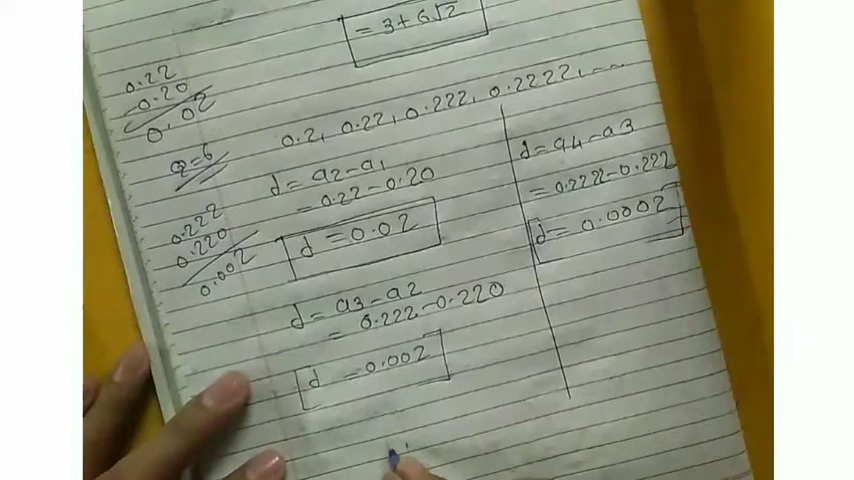 = 3+6√2
0.22
-0.20
0.02
Q=6
0.2, 0.22, 0.222, 0.2222, ....
d = a2-a1
= 0.22-0.20
d = 0.02
0.222
0.220
0.002
d = a3-a2
= 0.222-0.220
d = 0.002
d = a4-a3
= 0.2222-0.222
d = 0.0002